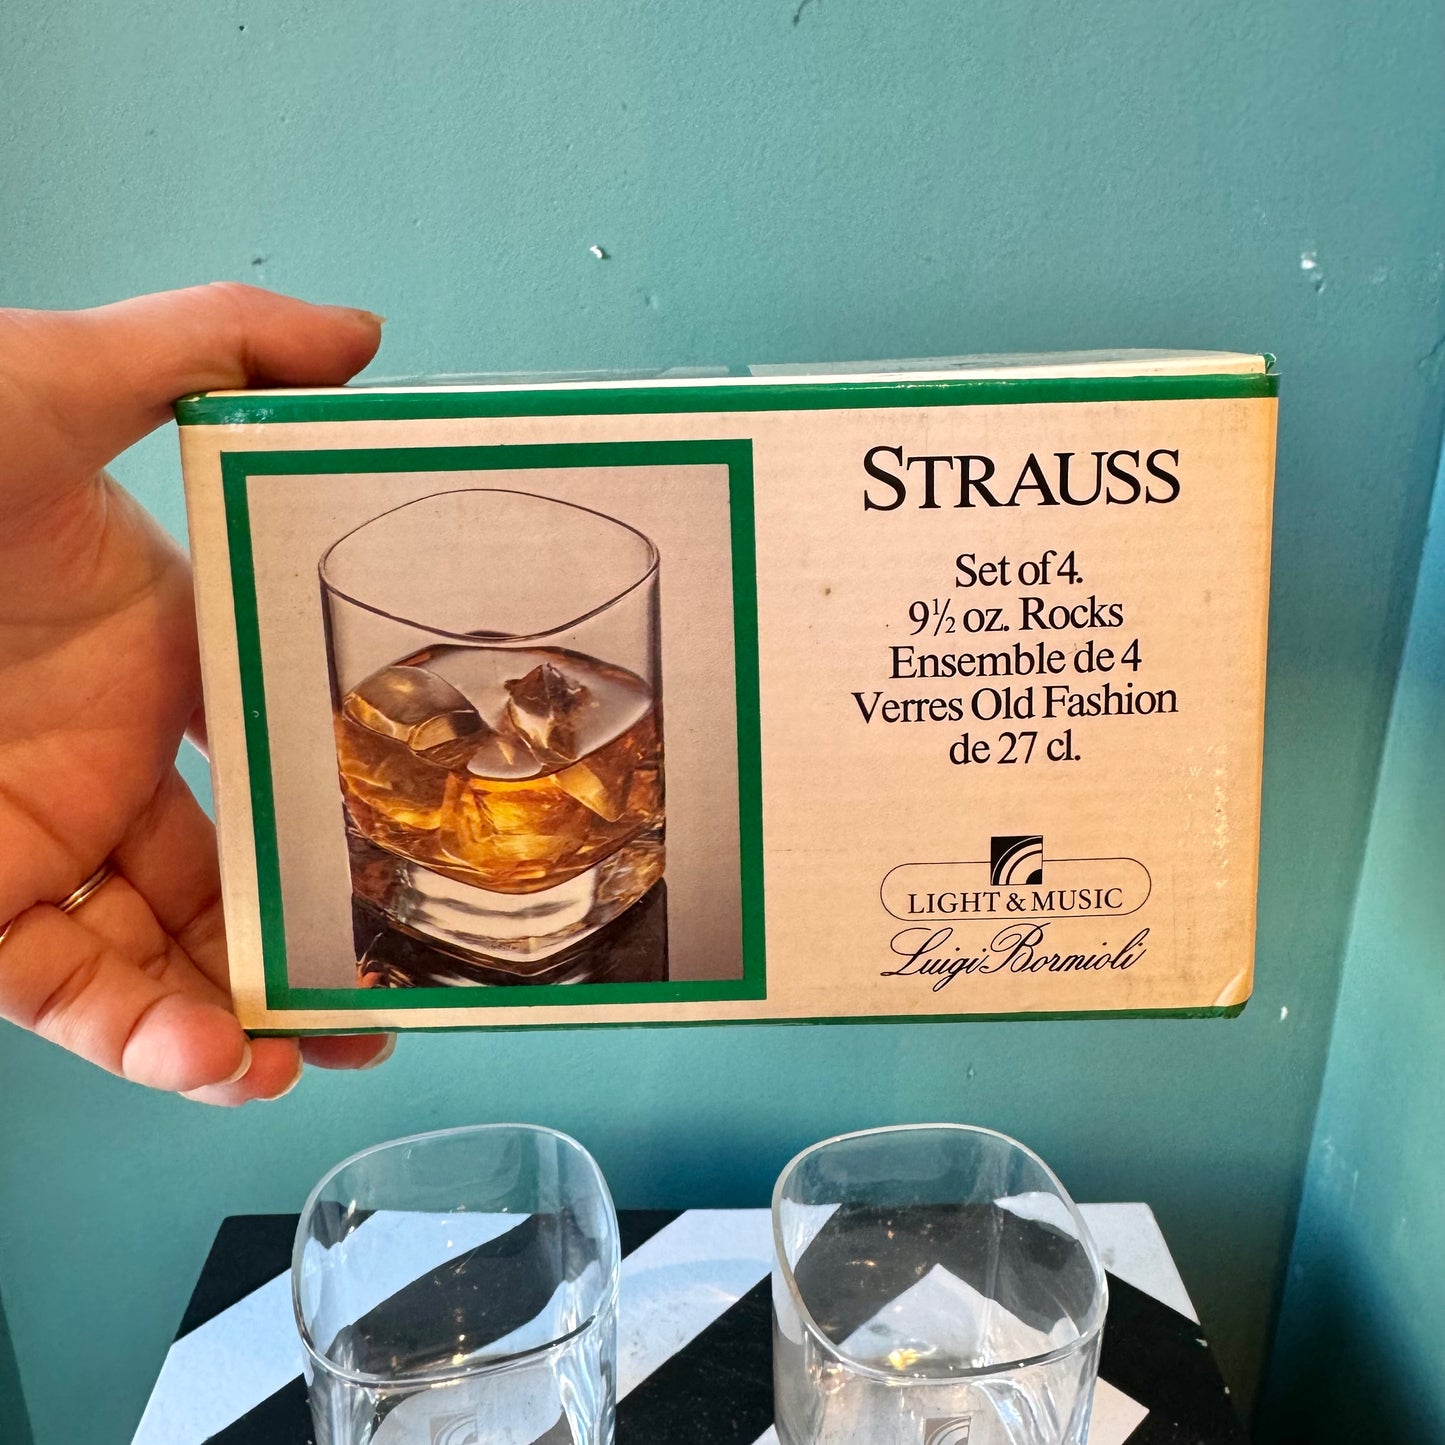 STRAUSS
Set of 4.
9½ oz. Rocks
Ensemble de 4
Verres Old Fashion
de 27 cl.
LIGHT & MUSIC
Luigi Bormioli